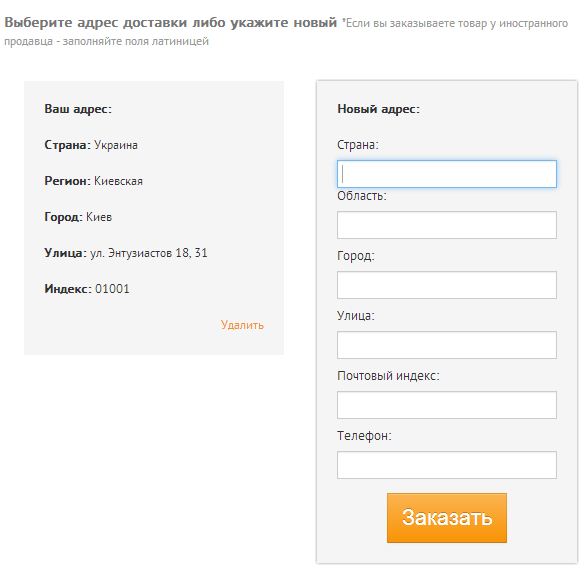 Выберите адрес доставки либо укажите новый *Если вы заказываете товар у иностранного
продавца - заполняйте поля латиницей
Ваш адрес:
Страна: Украина
Регион: Киевская
Город: Киев
Улица: ул. Энтузиастов 18, 31
Индекс: 01001
Удалить
Новый адрес:
Страна:
Область:
Город:
Улица:
Почтовый индекс:
Телефон:
Заказать